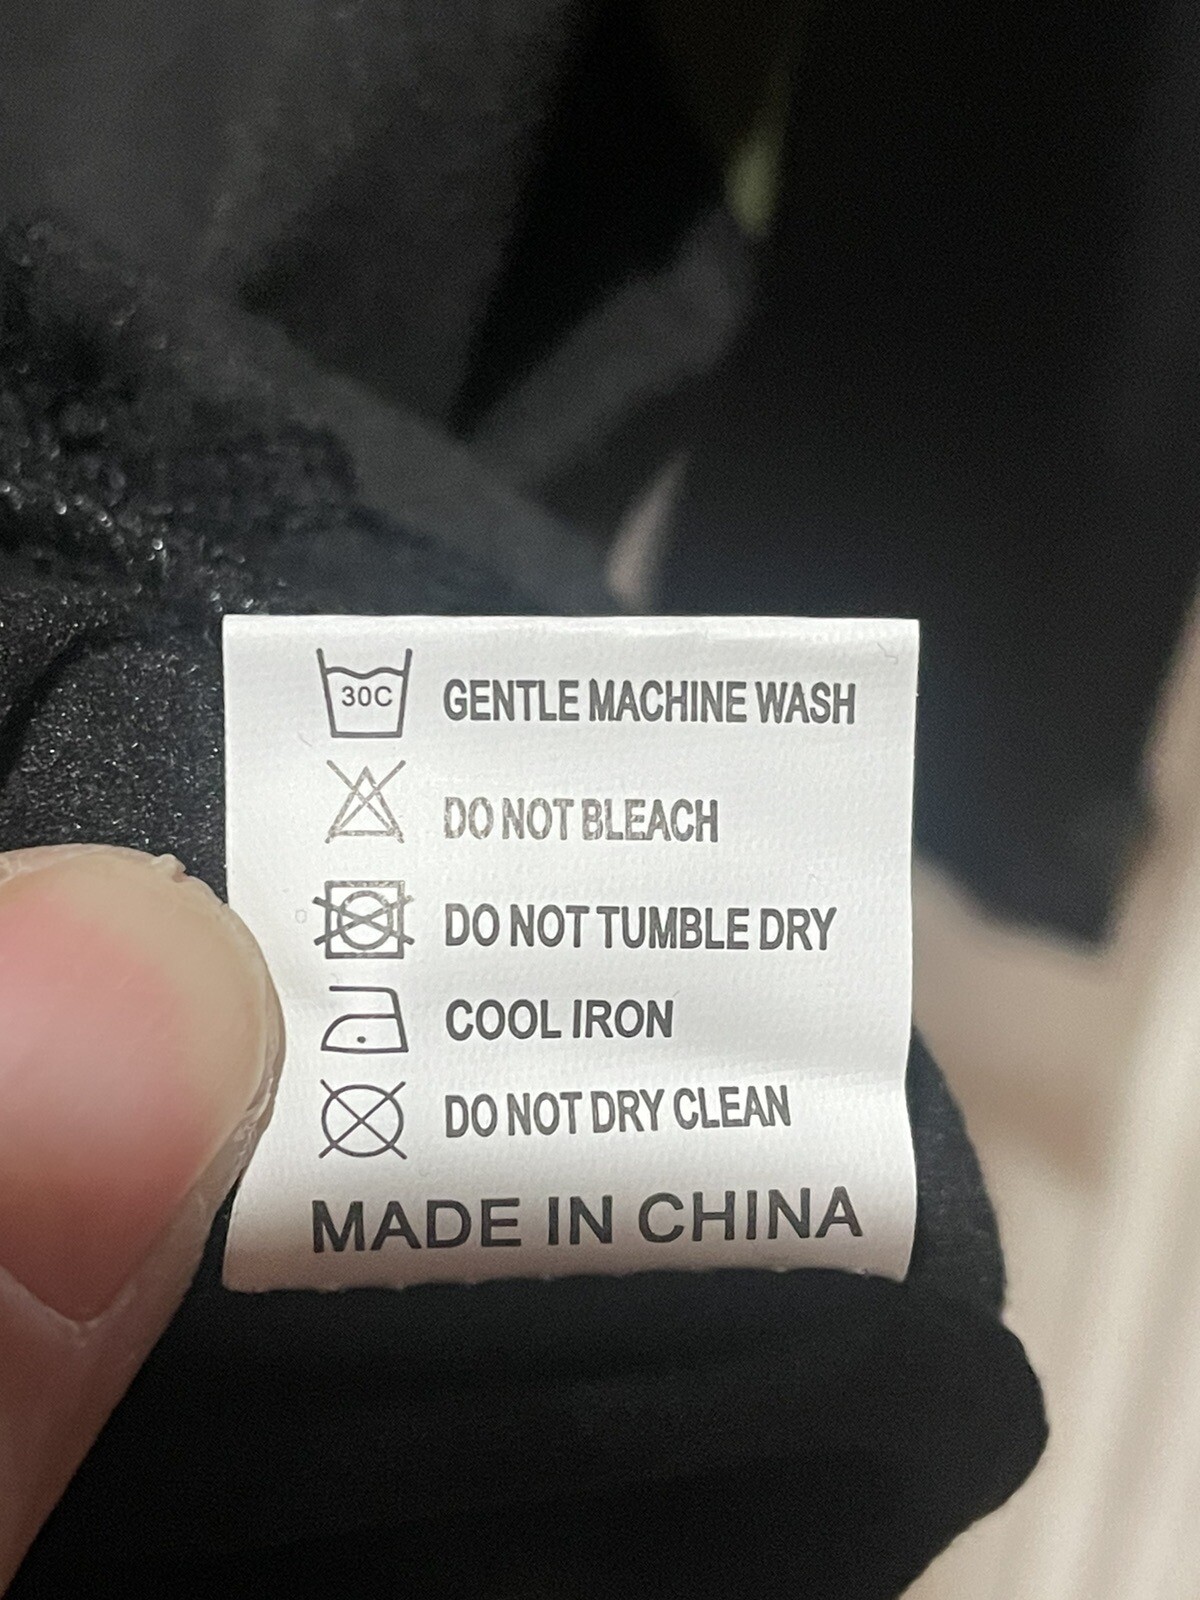 30C GENTLE MACHINE WASH
DO NOT BLEACH
DO NOT TUMBLE DRY
COOL IRON
DO NOT DRY CLEAN
MADE IN CHINA